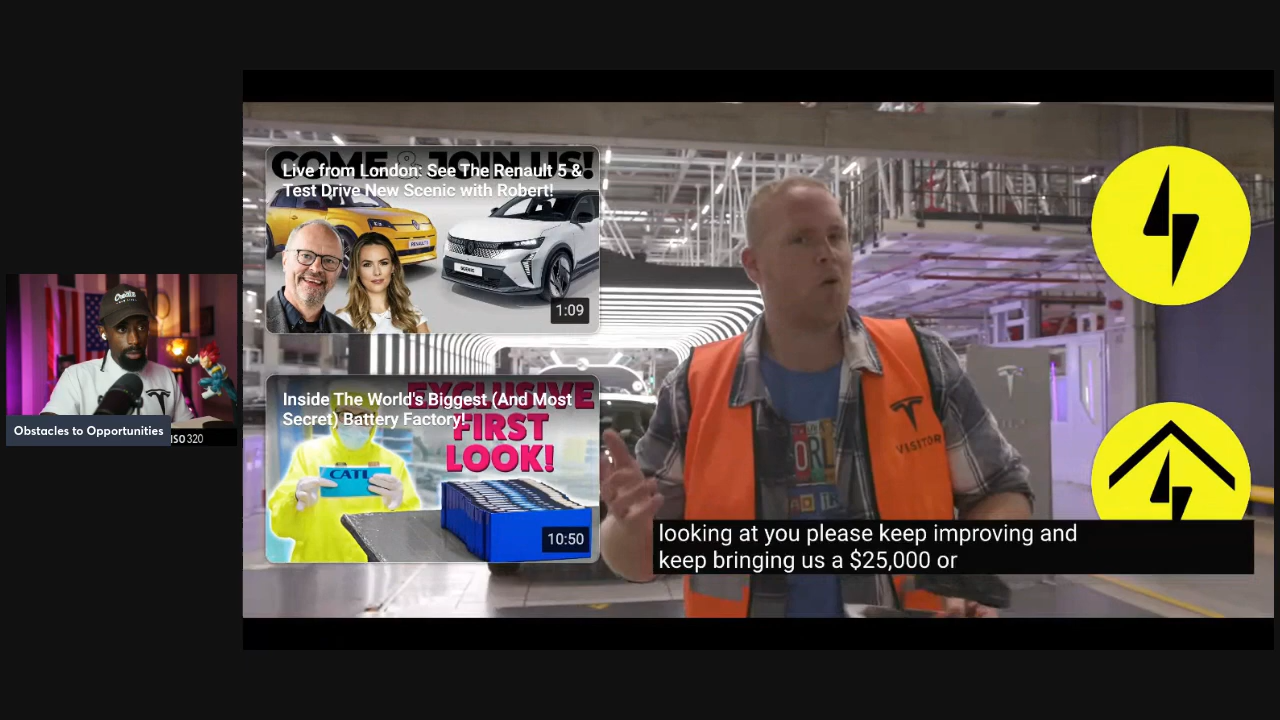 COME & JOIN US!
Live from London: See The Renault 5 &
Test Drive New Scenic with Robert!
1:09
EXCLUSIVE
FIRST
LOOK!
Inside The World's Biggest (And Most
Secret) Battery Factory!
CATL
10:50
VISITOR
looking at you please keep improving and
keep bringing us a $25,000 or
Obstacles to Opportunities
ISO 320